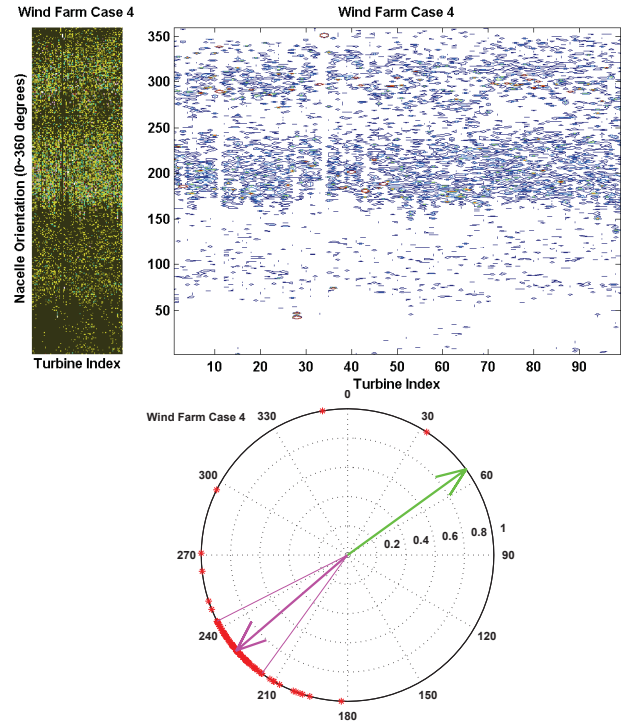 Wind Farm Case 4
Nacelle Orientation (0~360 degrees)
Turbine Index
Wind Farm Case 4
350
300
250
200
150
100
50
10 20 30 40 50 60 70 80 90
Turbine Index
Wind Farm Case 4
0
30
60
90
120
150
180
210
240
270
300
330
0.2 0.4 0.6 0.8 1